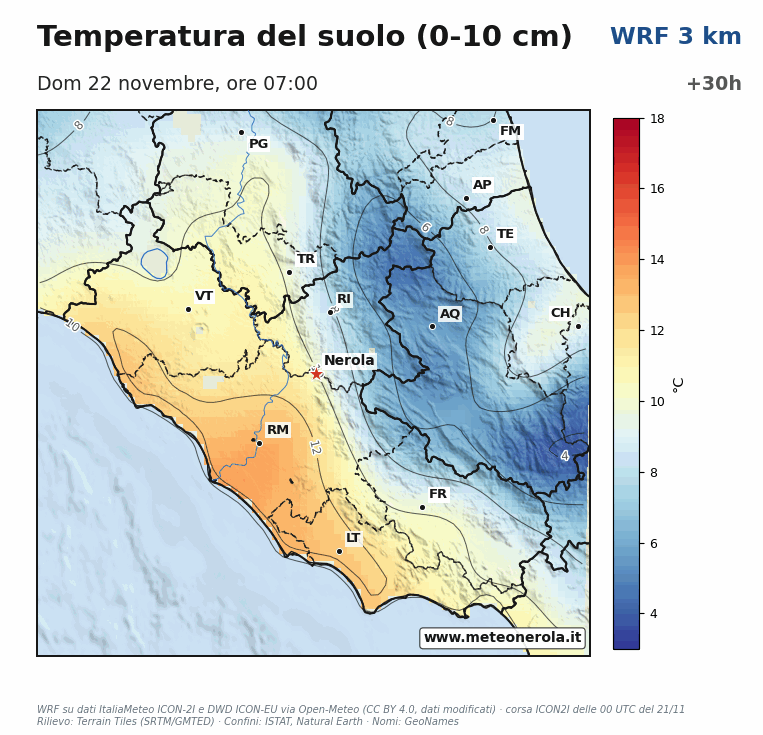 Temperatura del suolo (0-10 cm)
WRF 3 km
Dom 22 novembre, ore 07:00
+30h
8
8
FM
PG
AP
6
8
TE
TR
VT
RI
AQ
CH
10
Nerola
RM
12
4
FR
LT
www.meteonerola.it
18
16
14
12
10
8
6
4
°C
WRF su dati ItaliaMeteo ICON-2I e DWD ICON-EU via Open-Meteo (CC BY 4.0, dati modificati) · corsa ICON2I delle 00 UTC del 21/11
Rilievo: Terrain Tiles (SRTM/GMTED) · Confini: ISTAT, Natural Earth · Nomi: GeoNames